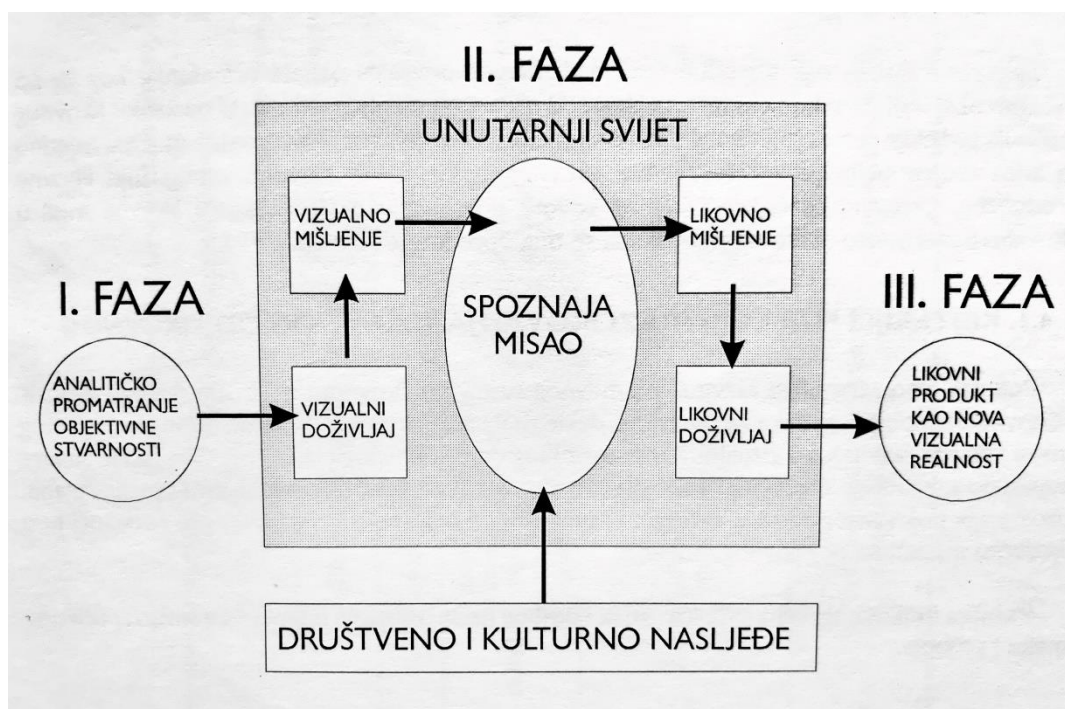 II. FAZA
UNUTARNJI SVIJET
VIZUALNO
MIŠLJENJE
LIKOVNO
MIŠLJENJE
I. FAZA
SPOZNAJA
MISAO
III. FAZA
ANALITIČKO
PROMATRANJE
OBJEKTIVNE
STVARNOSTI
VIZUALNI
DOŽIVLJAJ
LIKOVNI
DOŽIVLJAJ
LIKOVNI
PRODUKT
KAO NOVA
VIZUALNA
REALNOST
DRUŠTVENO I KULTURNO NASLJEĐE